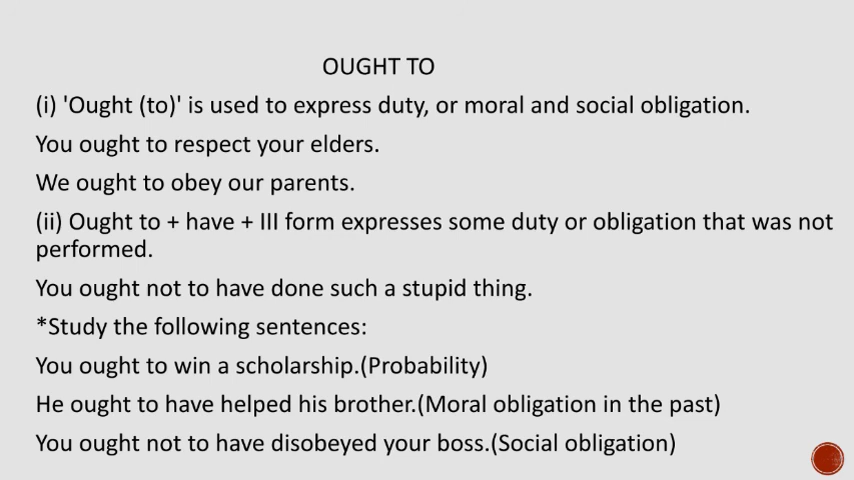 OUGHT TO
(i) 'Ought (to)' is used to express duty, or moral and social obligation.
You ought to respect your elders.
We ought to obey our parents.
(ii) Ought to + have + III form expresses some duty or obligation that was not
performed.
You ought not to have done such a stupid thing.
*Study the following sentences:
You ought to win a scholarship.(Probability)
He ought to have helped his brother.(Moral obligation in the past)
You ought not to have disobeyed your boss.(Social obligation)